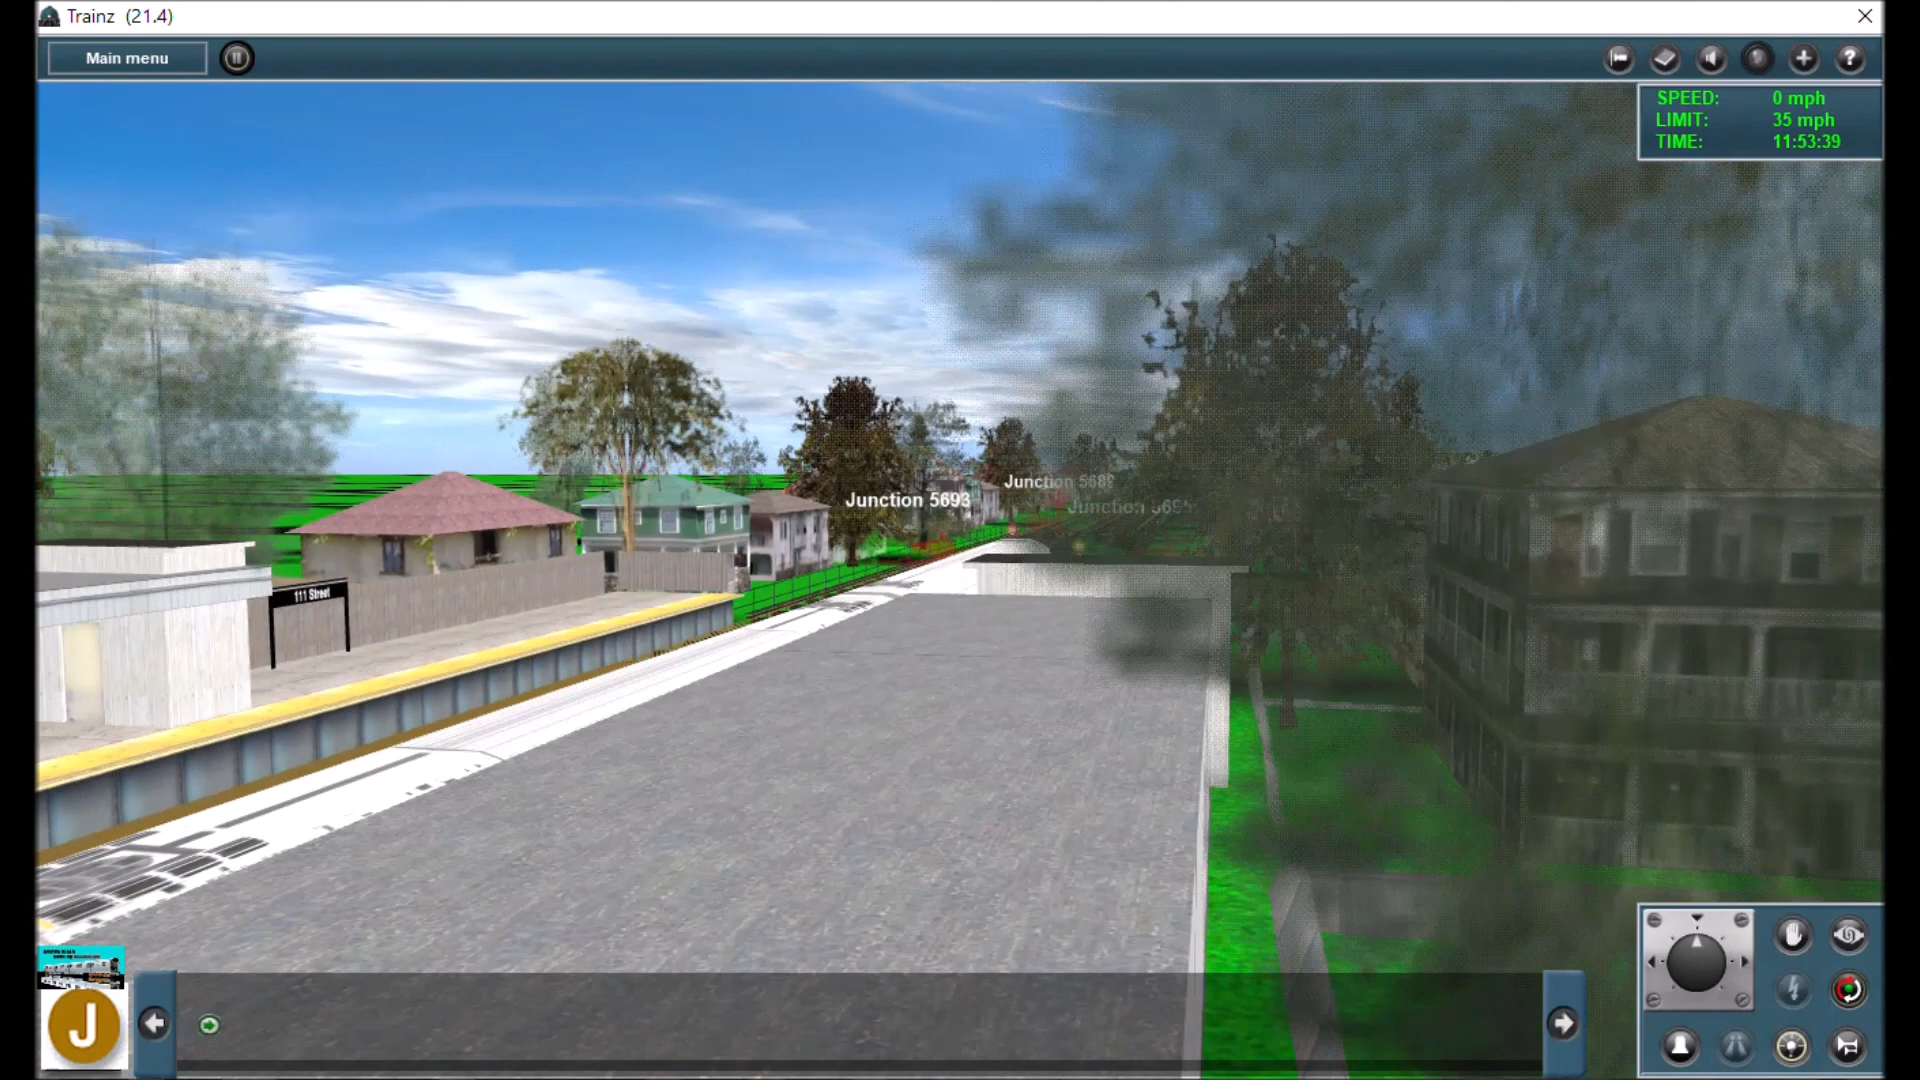 Trainz (21.4)
Main menu
SPEED: 0 mph
LIMIT: 35 mph
TIME: 11:53:39
Junction 5693
111 Street
J